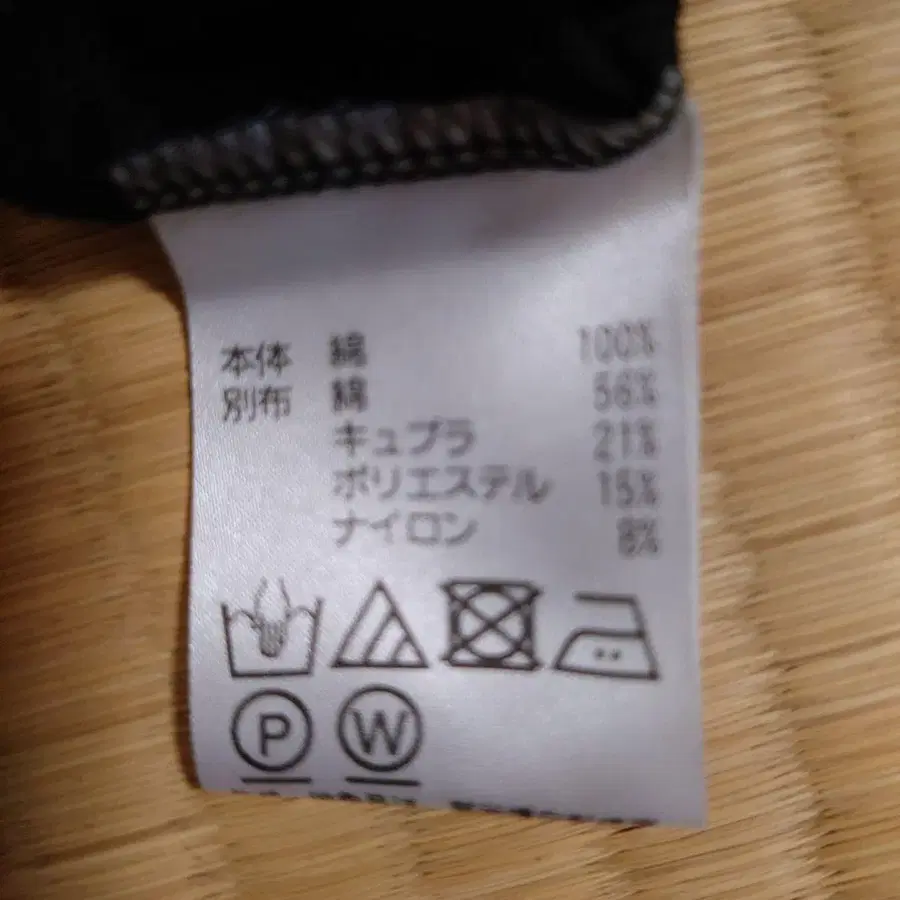 本体 綿 100%
別布 綿 56%
キュプラ 21%
ポリエステル 15%
ナイロン 8%
P W